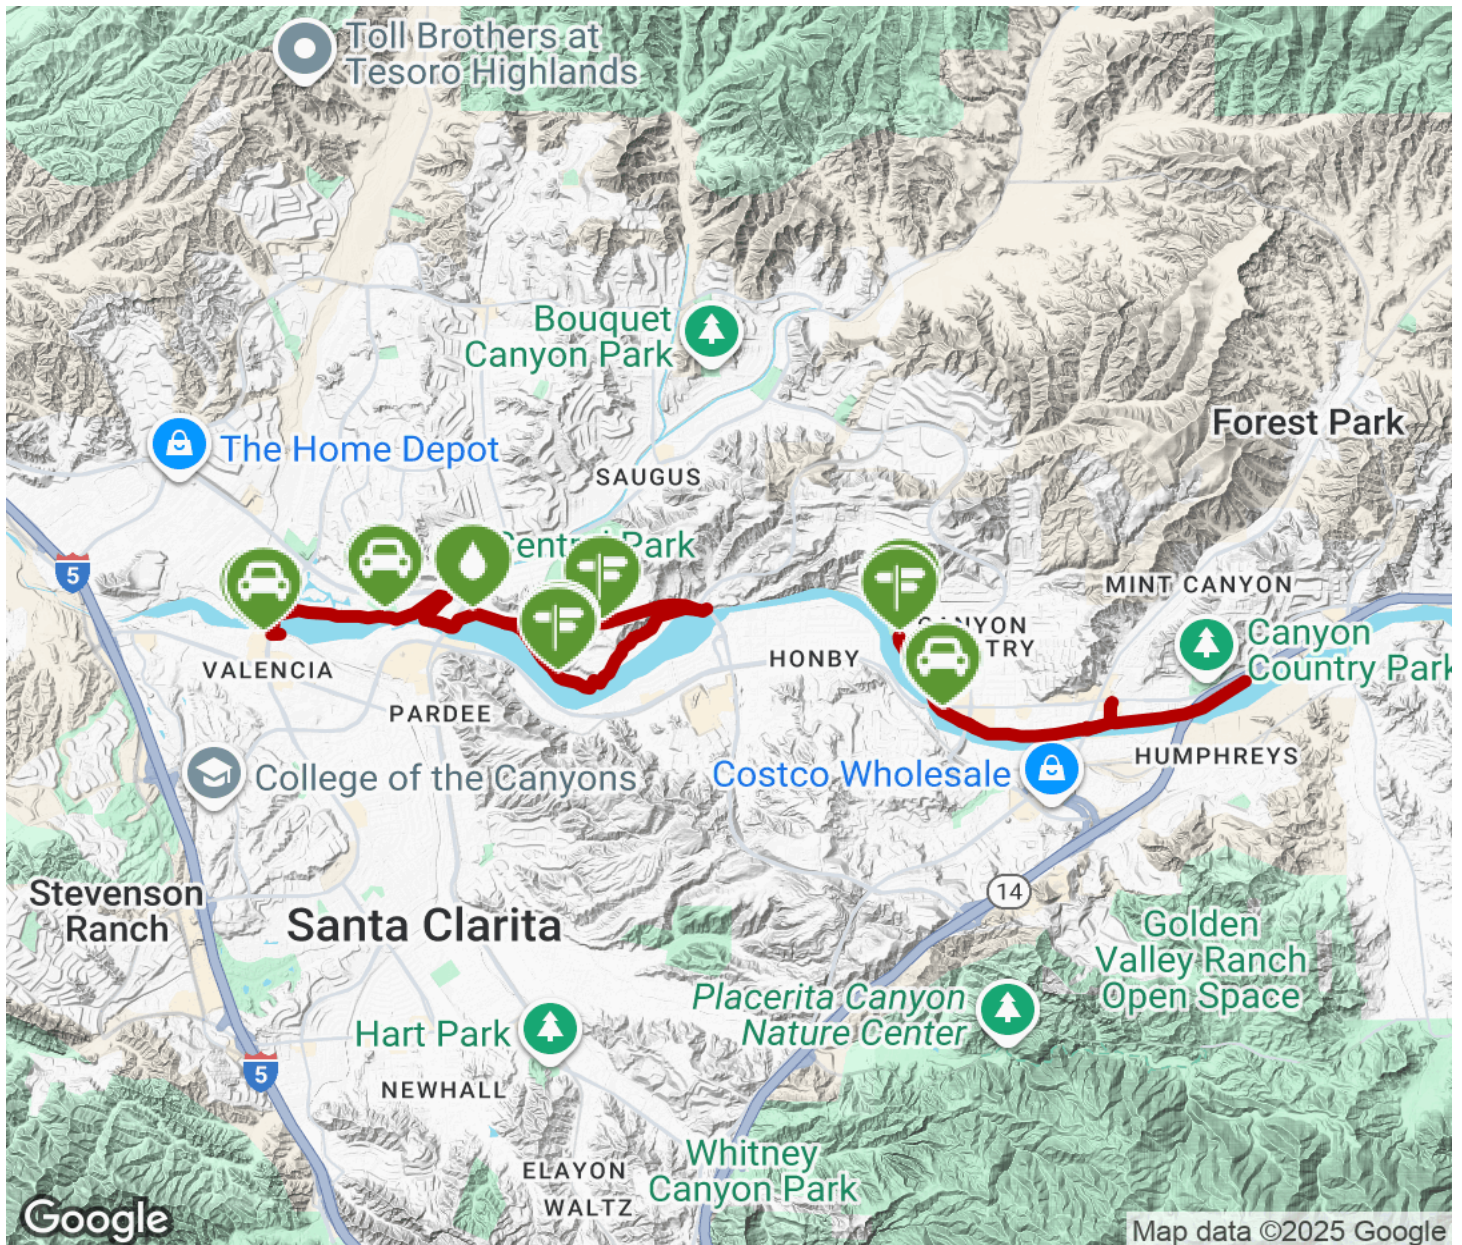 Toll Brothers at
Tesoro Highlands
Bouquet
Canyon Park
Forest Park
The Home Depot
SAUGUS
Central Park
5
MINT CANYON
CANYON
COUNTRY
Canyon
Country Park
HONBY
VALENCIA
PARDEE
HUMPHREYS
College of the Canyons
Costco Wholesale
14
Stevenson
Ranch
Santa Clarita
Golden
Valley Ranch
Open Space
Placerita Canyon
Nature Center
Hart Park
5
NEWHALL
Whitney
Canyon Park
ELAYON
WALTZ
Google
Map data ©2025 Google